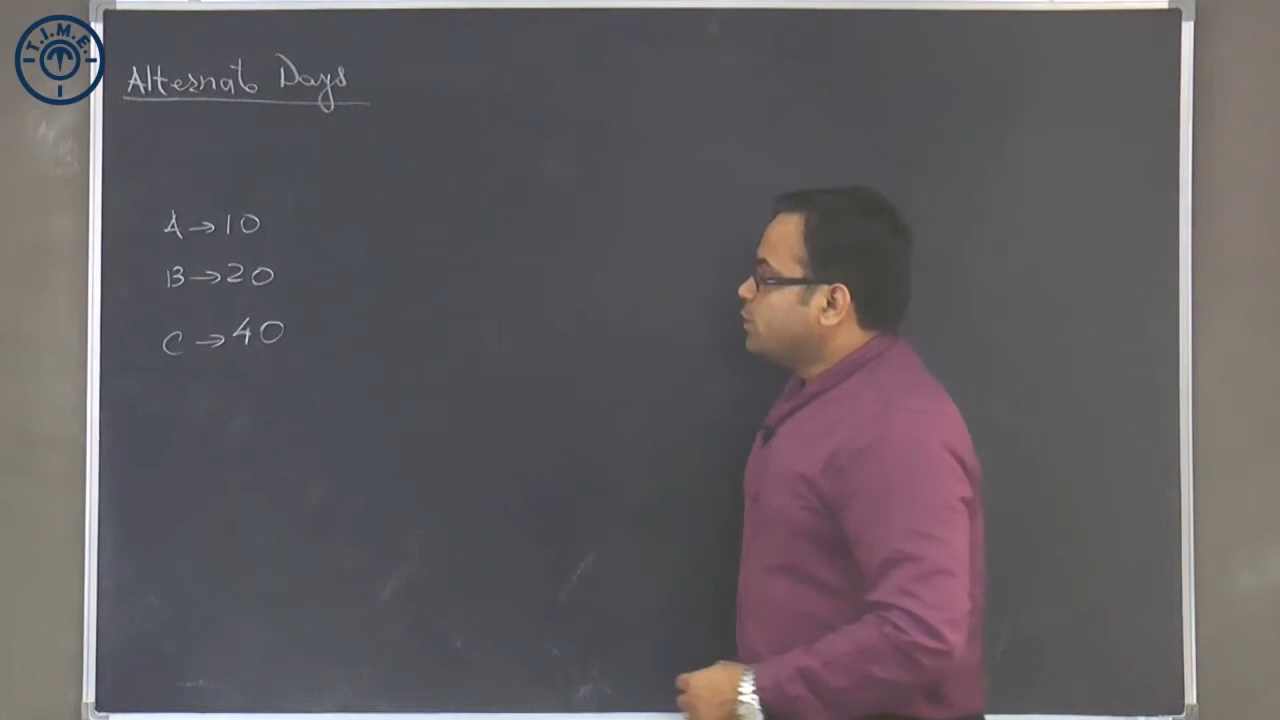 T.I.M.E.
Alternate Days
A → 10
B → 20
C → 40